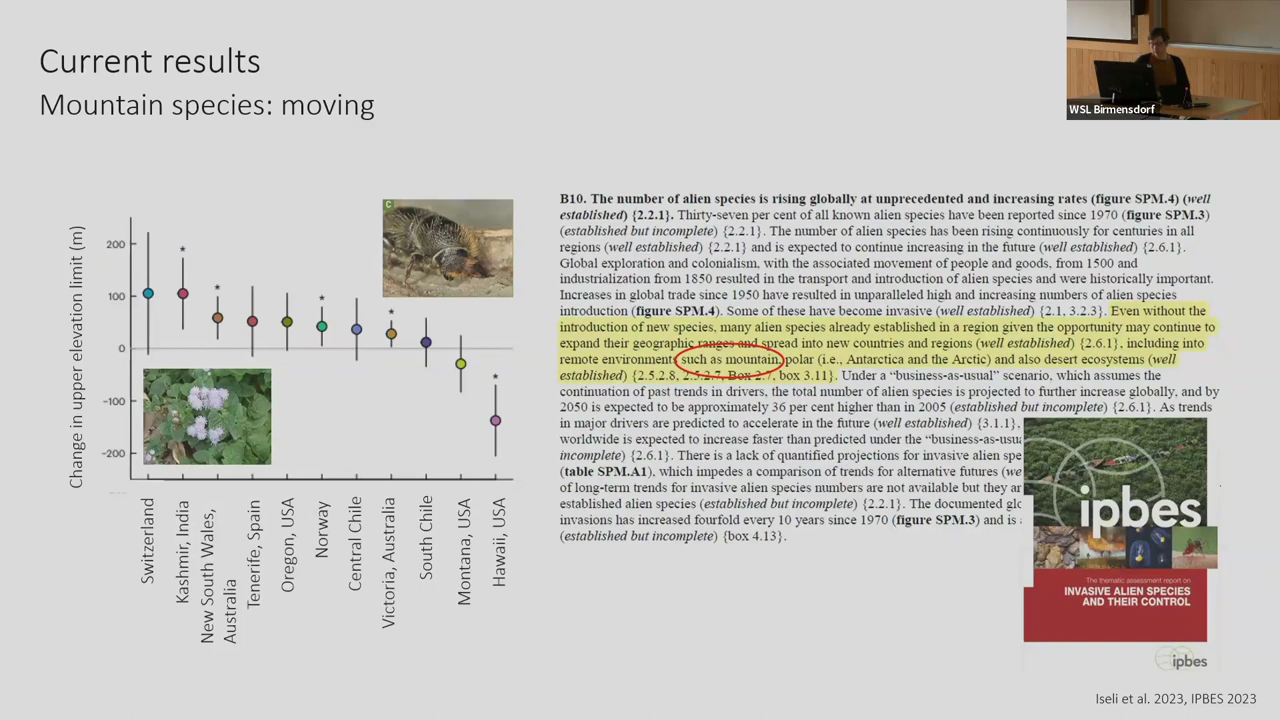 Current results
Mountain species: moving
WSL Birmensdorf
Change in upper elevation limit (m)
200
100
0
−100
−200
*
*
*
*
*
C
Switzerland
Kashmir, India
New South Wales,
Australia
Tenerife, Spain
Oregon, USA
Norway
Central Chile
Victoria, Australia
South Chile
Montana, USA
Hawaii, USA
B10. The number of alien species is rising globally at unprecedented and increasing rates (figure SPM.4) (well
established) {2.2.1}. Thirty-seven per cent of all known alien species have been reported since 1970 (figure SPM.3)
(established but incomplete) {2.2.1}. The number of alien species has been rising continuously for centuries in all
regions (well established) {2.2.1} and is expected to continue increasing in the future (well established) {2.6.1}.
Global exploration and colonialism, with the associated movement of people and goods, from 1500 and
industrialization from 1850 resulted in the transport and introduction of alien species and were historically important.
Increases in global trade since 1950 have resulted in unparalleled high and increasing numbers of alien species
introduction (figure SPM.4). Some of these have become invasive (well established) {2.1, 3.2.3}. Even without the
introduction of new species, many alien species already established in a region given the opportunity may continue to
expand their geographic ranges and spread into new countries and regions (well established) {2.6.1}, including into
remote environments such as mountain, polar (i.e., Antarctica and the Arctic) and also desert ecosystems (well
established) {2.5.2.8, 2.5.2.7, Box 2.7, box 3.11}. Under a “business-as-usual” scenario, which assumes the
continuation of past trends in drivers, the total number of alien species is projected to further increase globally, and by
2050 is expected to be approximately 36 per cent higher than in 2005 (established but incomplete) {2.6.1}. As trends
in major drivers are predicted to accelerate in the future (well established) {3.1.1},
worldwide is expected to increase faster than predicted under the “business-as-usu
incomplete) {2.6.1}. There is a lack of quantified projections for invasive alien spe
(table SPM.A1), which impedes a comparison of trends for alternative futures (we
of long-term trends for invasive alien species numbers are not available but they ar
established alien species (established but incomplete) {2.2.1}. The documented glo
invasions has increased fourfold every 10 years since 1970 (figure SPM.3) and is
(established but incomplete) {box 4.13}.
ipbes
The thematic assessment report on
INVASIVE ALIEN SPECIES
AND THEIR CONTROL
ipbes
Iseli et al. 2023, IPBES 2023